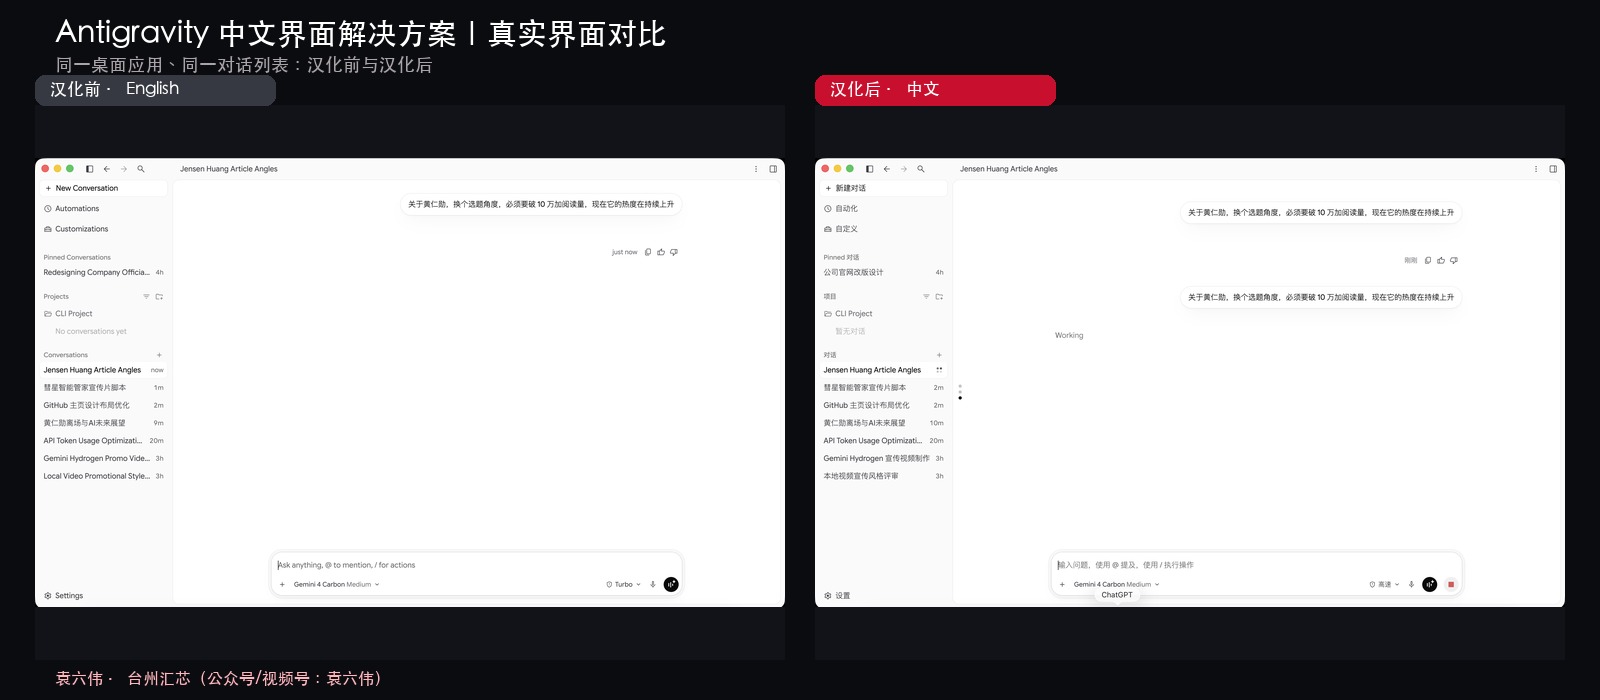 Antigravity 中文界面解决方案｜真实界面对比
同一桌面应用、同一对话列表：汉化前与汉化后
汉化前 · English
Jensen Huang Article Angles
+ New Conversation
Automations
Customizations
Pinned Conversations
Redesigning Company Officia... 4h
Projects
CLI Project
No conversations yet
Conversations +
Jensen Huang Article Angles now
彗星智能管家宣传片脚本 1m
GitHub 主页设计布局优化 2m
黄仁勋离场与AI未来展望 9m
API Token Usage Optimizati... 20m
Gemini Hydrogen Promo Vide... 3h
Local Video Promotional Style... 3h
Settings
关于黄仁勋，换个选题角度，必须要破 10 万加阅读量，现在它的热度在持续上升
just now
Ask anything, @ to mention, / for actions
+ Gemini 4 Carbon Medium Turbo
汉化后 · 中文
Jensen Huang Article Angles
+ 新建对话
自动化
自定义
Pinned 对话
公司官网改版设计 4h
项目
CLI Project
暂无对话
对话 +
Jensen Huang Article Angles
彗星智能管家宣传片脚本 2m
GitHub 主页设计布局优化 2m
黄仁勋离场与AI未来展望 10m
API Token Usage Optimizati... 20m
Gemini Hydrogen 宣传视频制作 3h
本地视频宣传风格评审 3h
设置
关于黄仁勋，换个选题角度，必须要破 10 万加阅读量，现在它的热度在持续上升
刚刚
关于黄仁勋，换个选题角度，必须要破 10 万加阅读量，现在它的热度在持续上升
Working
输入问题，使用 @ 提及，使用 / 执行操作
+ Gemini 4 Carbon Medium 高速
ChatGPT
袁六伟 · 台州汇芯（公众号/视频号：袁六伟）